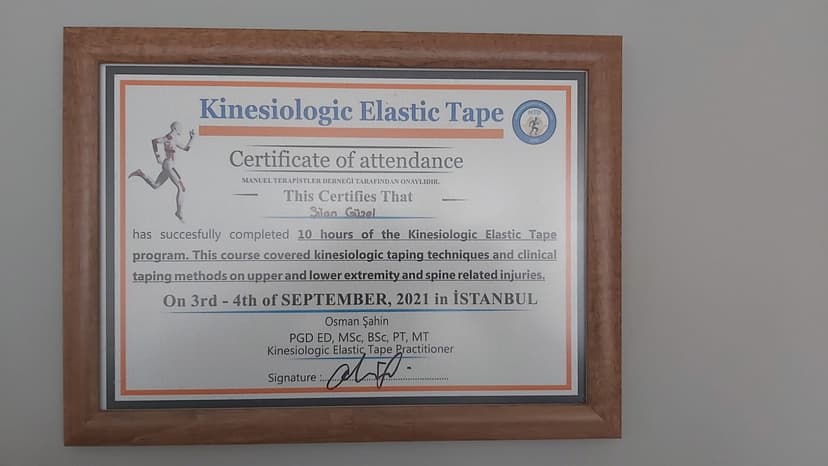 Kinesiologic Elastic Tape
MTD
Certificate of attendance
MANUEL TERAPİSTLER DERNEĞİ TARAFINDAN ONAYLIDIR.
This Certifies That
Güzel
has succesfully completed 10 hours of the Kinesiologic Elastic Tape
program. This course covered kinesiologic taping techniques and clinical
taping methods on upper and lower extremity and spine related injuries.
On 3rd - 4th of SEPTEMBER, 2021 in İSTANBUL
Osman Şahin
PGD ED, MSc, BSc, PT, MT
Kinesiologic Elastic Tape Practitioner
Signature :